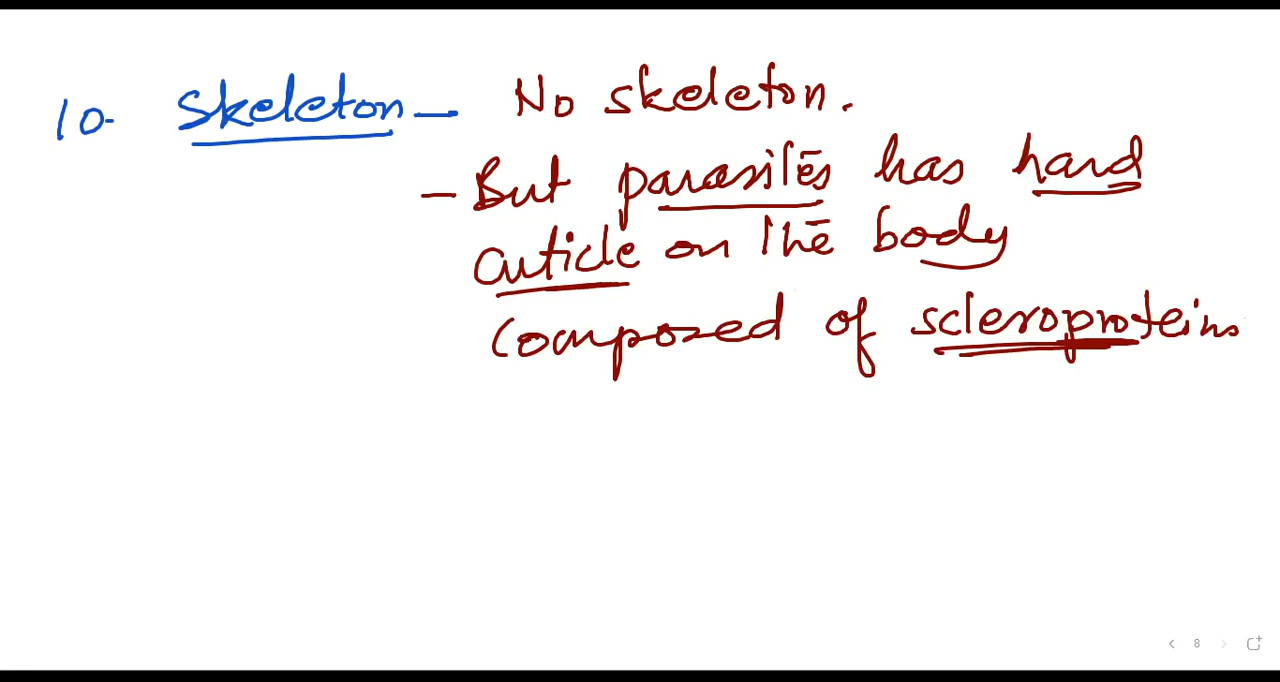 10. Skeleton - No skeleton.
- But parasites has hard
cuticle on the body
composed of scleroproteins
8